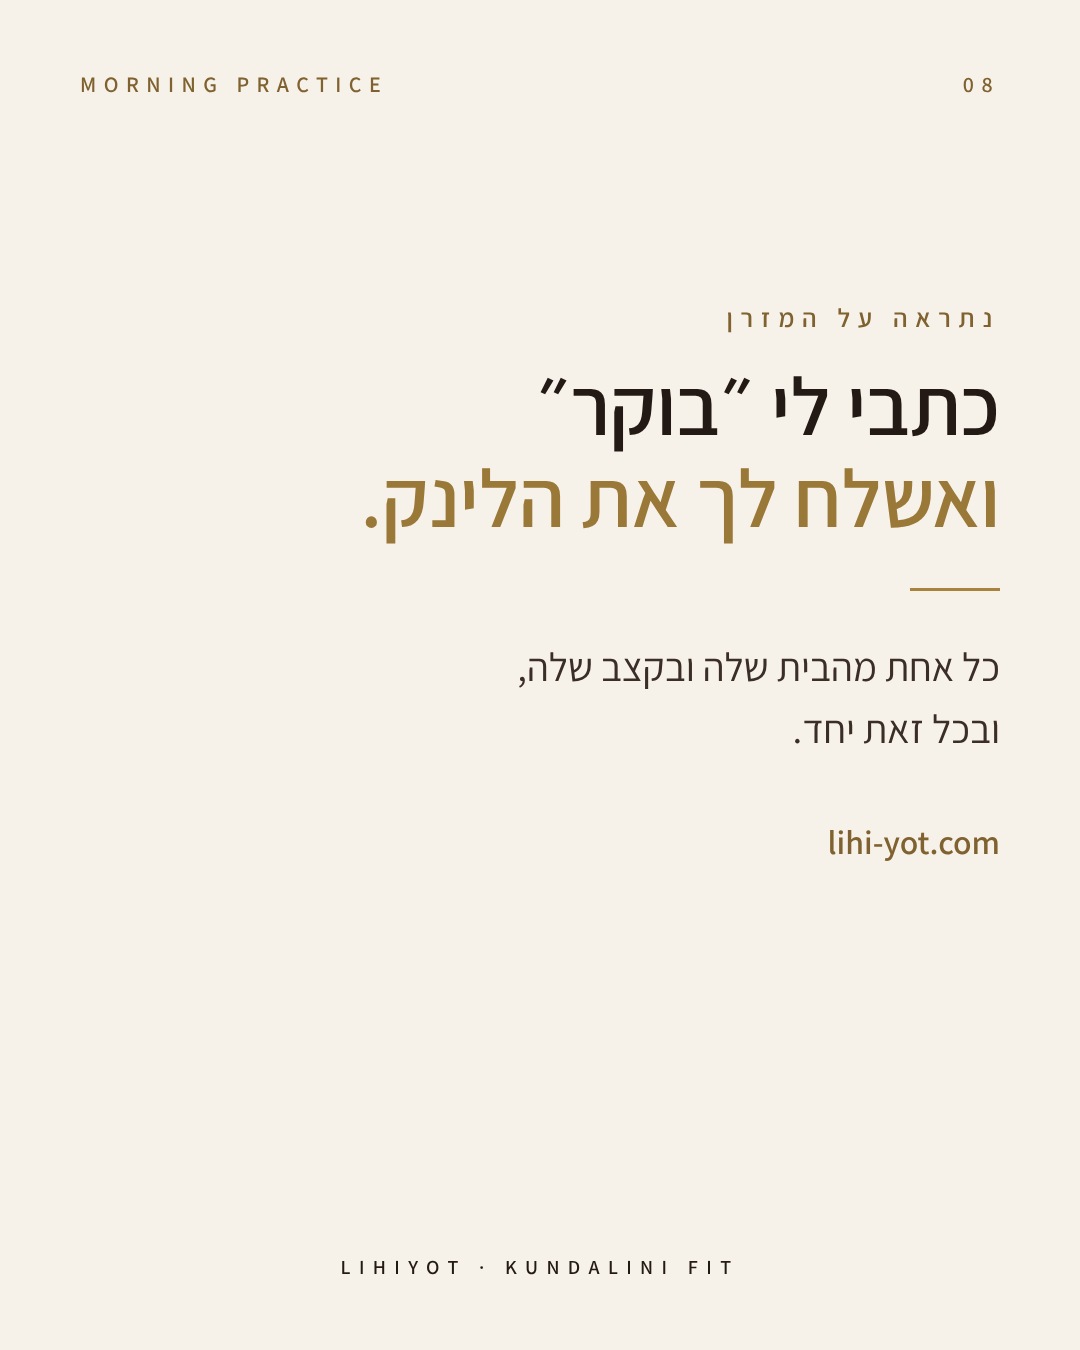 MORNING PRACTICE
08
נתראה על המזרן
כתבי לי ״בוקר״
ואשלח לך את הלינק.
כל אחת מהבית שלה ובקצב שלה,
ובכל זאת יחד.
lihi-yot.com
LIHIYOT · KUNDALINI FIT